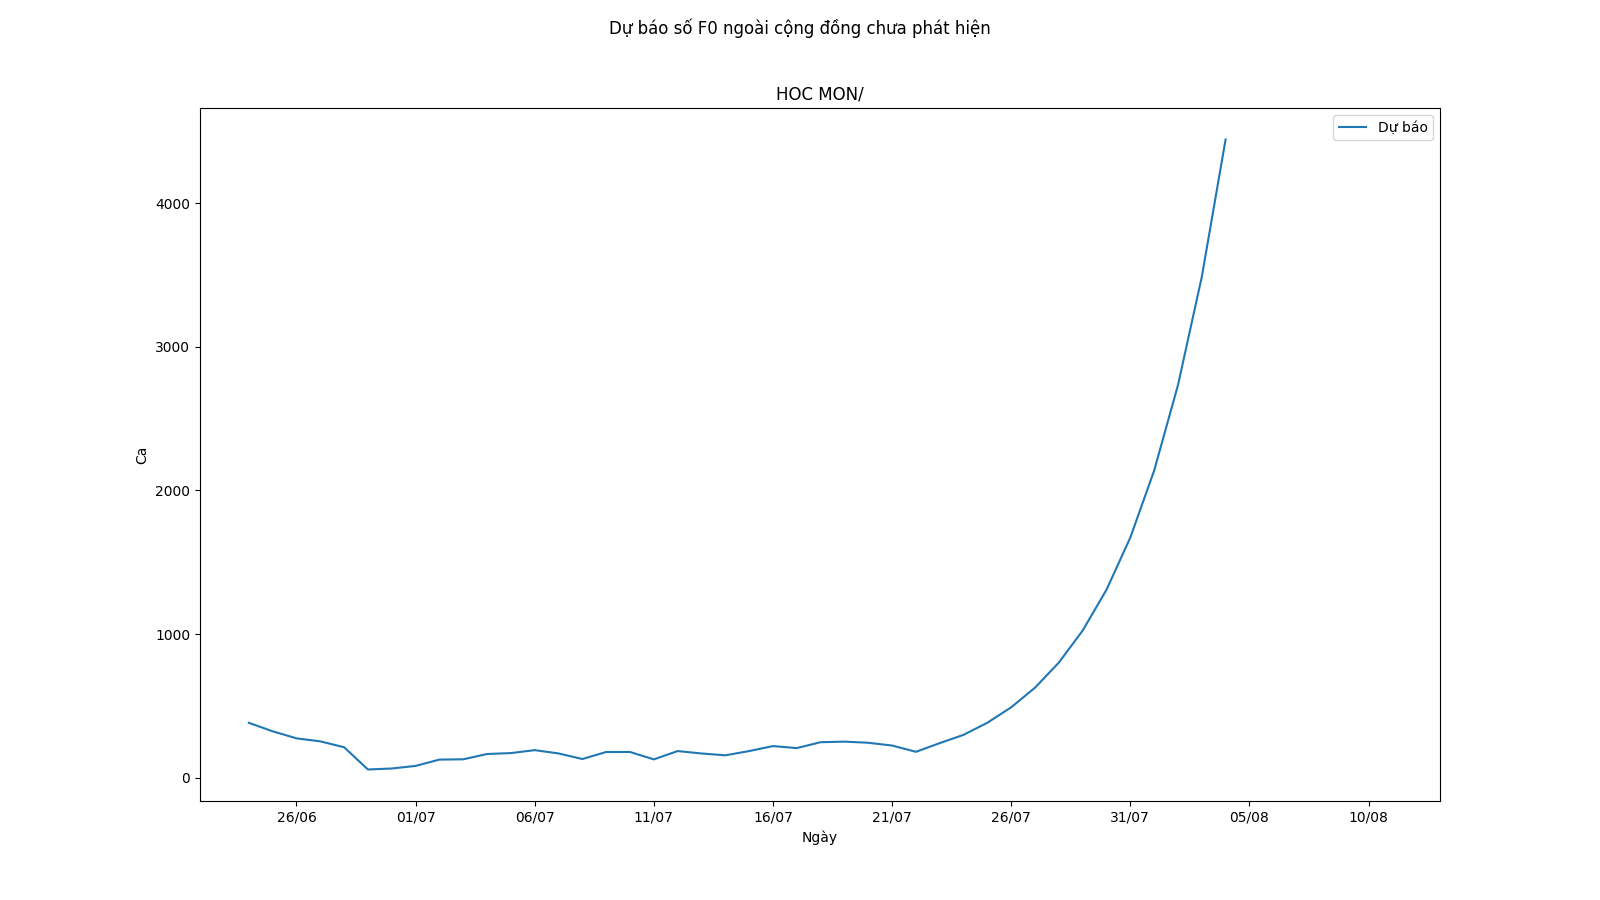 Dự báo số F0 ngoài cộng đồng chưa phát hiện
HOC MON/
Dự báo
Ca
4000
3000
2000
1000
0
26/06 01/07 06/07 11/07 16/07 21/07 26/07 31/07 05/08 10/08
Ngày